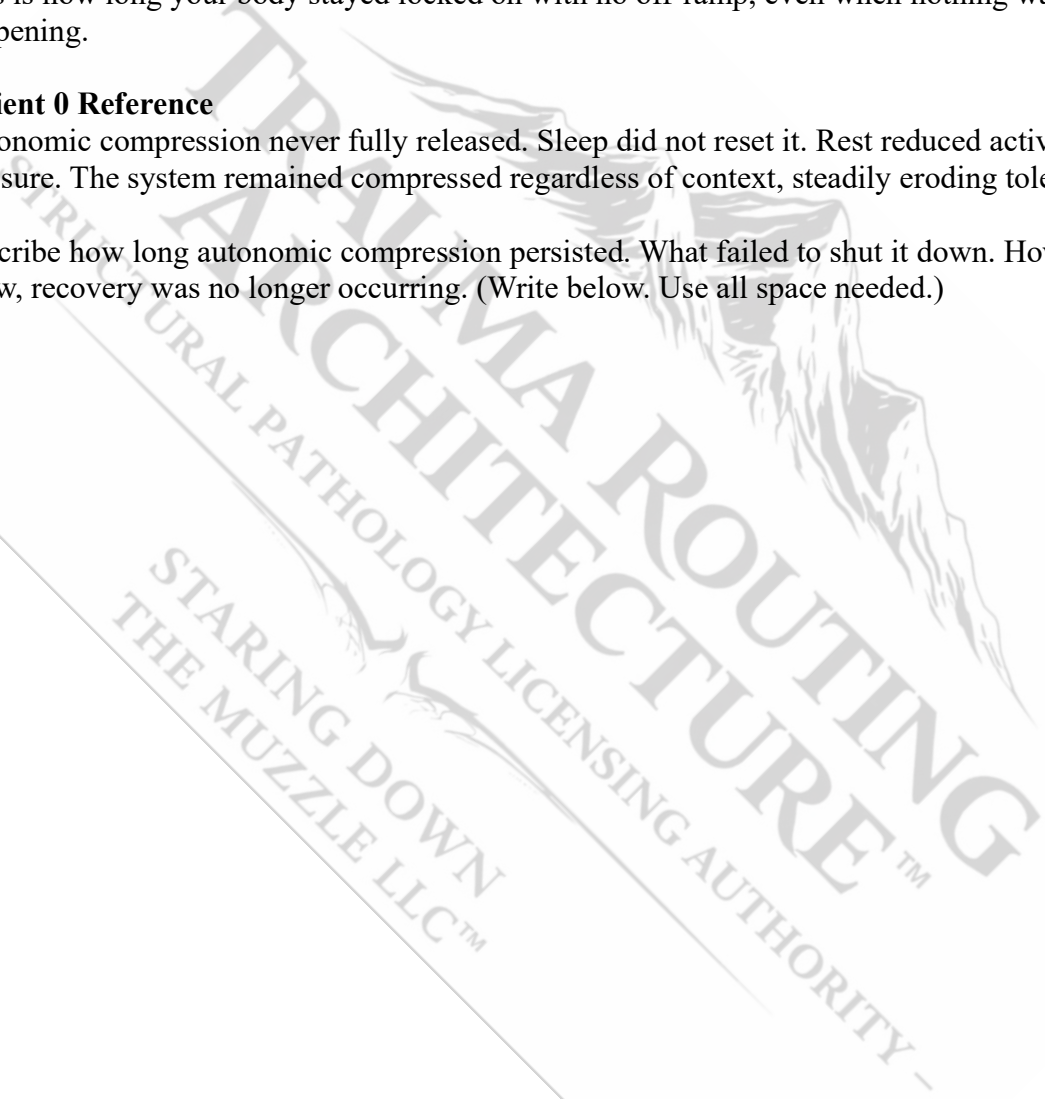 is how long your body stayed locked on with no off-ramp, even when nothing
pening.
ient 0 Reference
onomic compression never fully released. Sleep did not reset it. Rest reduced activ
sure. The system remained compressed regardless of context, steadily eroding tole
cribe how long autonomic compression persisted. What failed to shut it down. Ho
w, recovery was no longer occurring. (Write below. Use all space needed.)
TRAUMA ROUTING
ARCHITECTURE™
STRUCTURAL PATHOLOGY LICENSING AUTHORITY –
STARING DOWN
THE MUZZLE LLC™